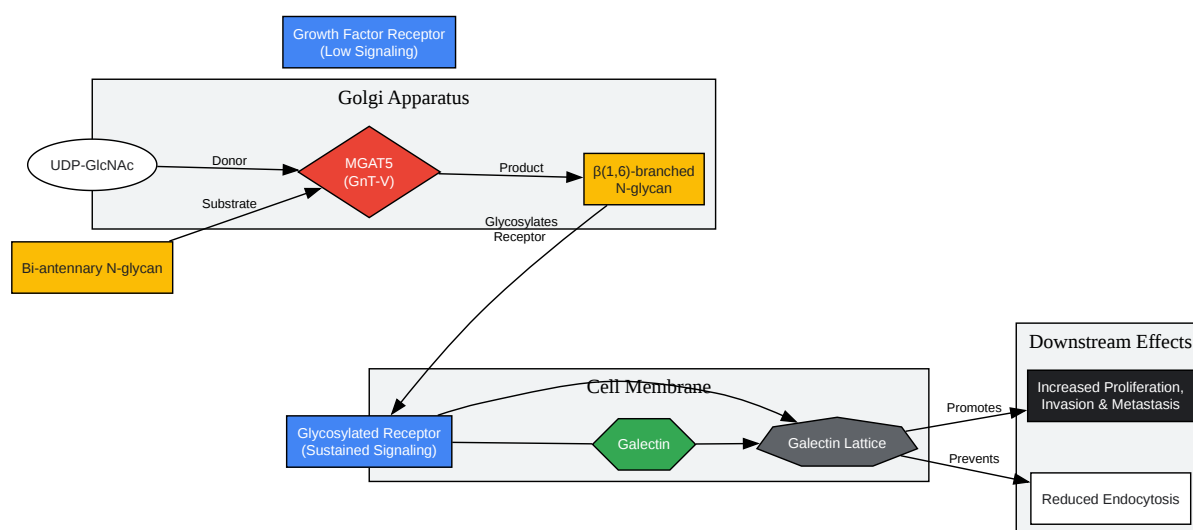 Growth Factor Receptor
(Low Signaling)
Golgi Apparatus
UDP-GlcNAc
Donor
MGAT5
(GnT-V)
Product
β(1,6)-branched
N-glycan
Substrate
Bi-antennary N-glycan
Glycosylates
Receptor
Downstream Effects
Cell Membrane
Increased Proliferation,
Invasion & Metastasis
Promotes
Glycosylated Receptor
(Sustained Signaling)
Galectin
Galectin Lattice
Prevents
Reduced Endocytosis